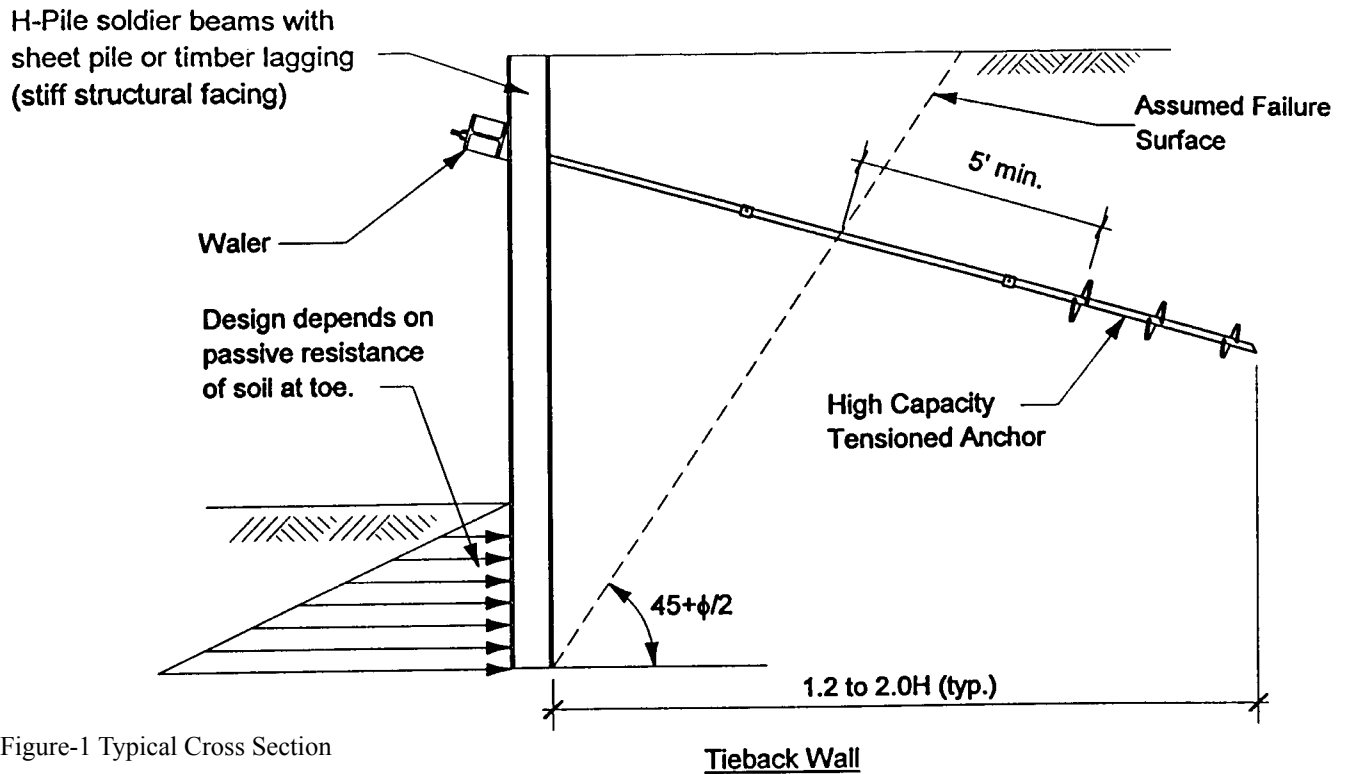 H-Pile soldier beams with
sheet pile or timber lagging
(stiff structural facing)
Assumed Failure
Surface
5' min.
Waler
Design depends on
passive resistance
of soil at toe.
High Capacity
Tensioned Anchor
45+ϕ/2
1.2 to 2.0H (typ.)
Figure-1 Typical Cross Section
Tieback Wall